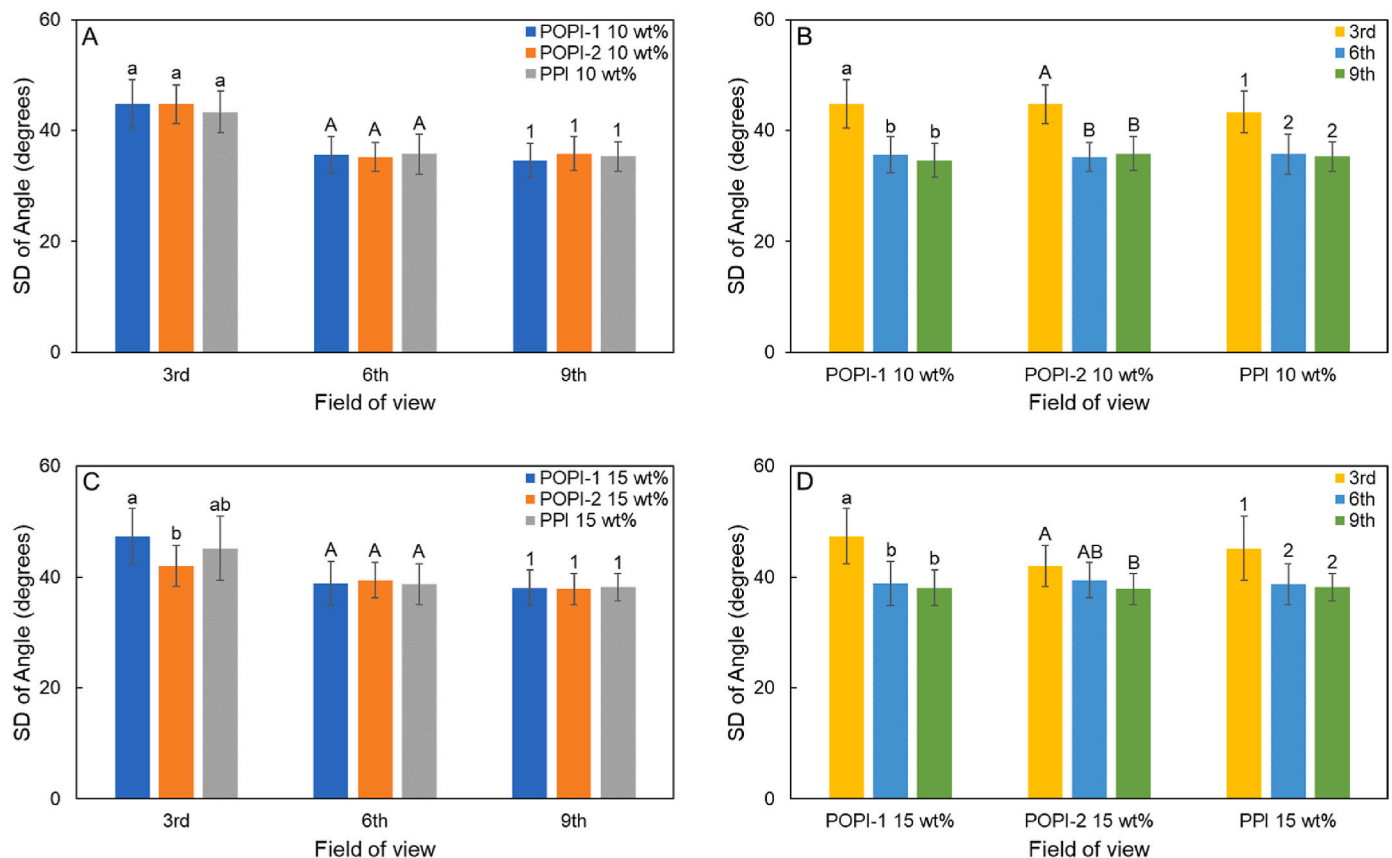 A
60
40
20
0
SD of Angle (degrees)
POPI-1 10 wt%
POPI-2 10 wt%
PPI 10 wt%
a a a
A A A
1 1 1
3rd 6th 9th
Field of view
B
60
40
20
0
SD of Angle (degrees)
3rd
6th
9th
a b b
A B B
1 2 2
POPI-1 10 wt% POPI-2 10 wt% PPI 10 wt%
Field of view
C
60
40
20
0
SD of Angle (degrees)
POPI-1 15 wt%
POPI-2 15 wt%
PPI 15 wt%
a b ab
A A A
1 1 1
3rd 6th 9th
Field of view
D
60
40
20
0
SD of Angle (degrees)
3rd
6th
9th
a b b
A AB B
1 2 2
POPI-1 15 wt% POPI-2 15 wt% PPI 15 wt%
Field of view